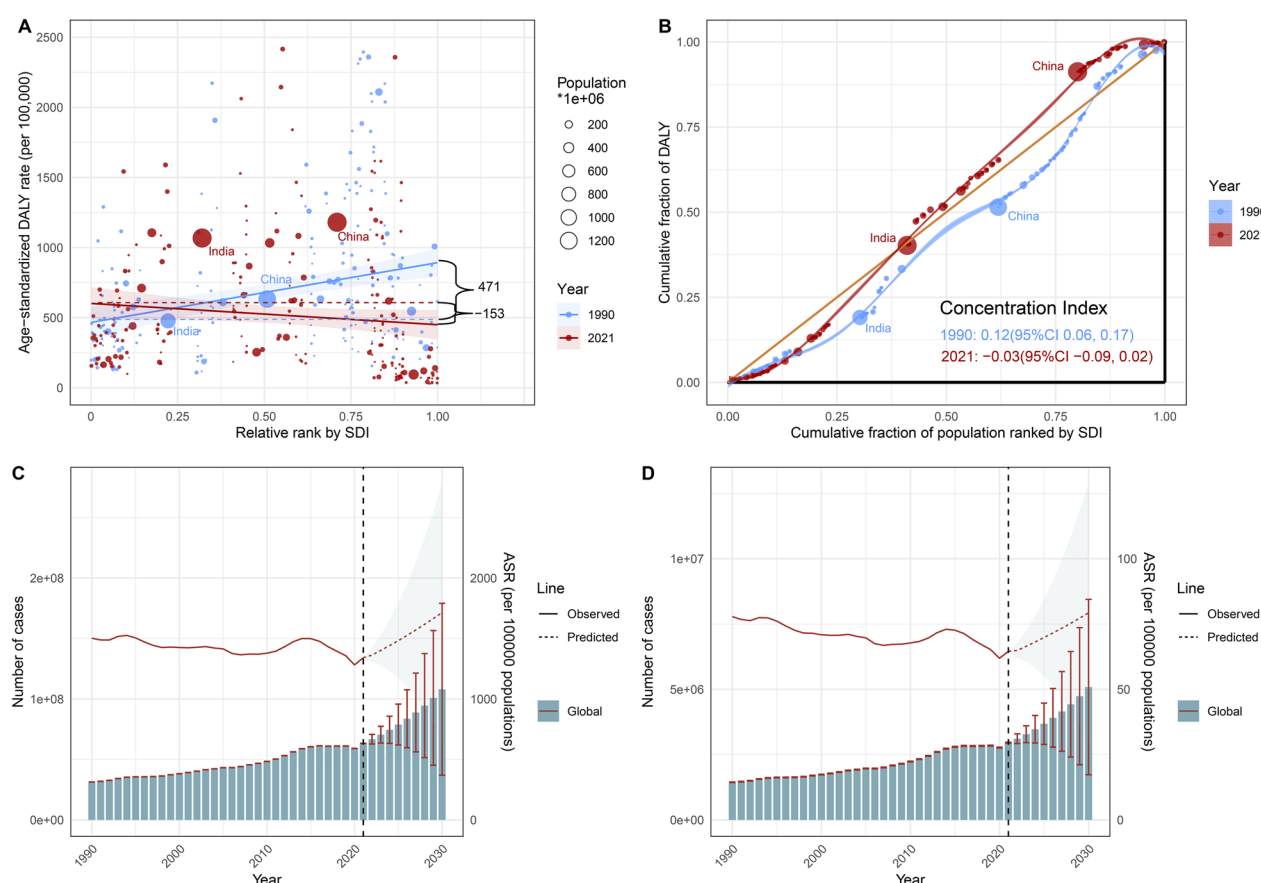 A
2500
2000
1500
1000
500
0
Age−standardized DALY rate (per 100,000)
India
China
China
India
471
−153
0
0.25
0.50
0.75
1.00
Relative rank by SDI
Population
*1e+06
200
400
600
800
1000
1200
Year
1990
2021
B
1.00
0.75
0.50
0.25
0.00
Cumulative fraction of DALY
China
India
China
India
Concentration Index
1990: 0.12(95%CI 0.06, 0.17)
2021: −0.03(95%CI −0.09, 0.02)
0.00
0.25
0.50
0.75
1.00
Cumulative fraction of population ranked by SDI
Year
199
202
C
2e+08
1e+08
0e+00
Number of cases
2000
1000
0
ASR (per 100000 populations)
1990
2000
2010
2020
2030
Year
Line
Observed
Predicted
Global
D
1e+07
5e+06
0e+00
Number of cases
100
50
0
ASR (per 100000 populations)
1990
2000
2010
2020
2030
Year
Line
Observed
Predicted
Global